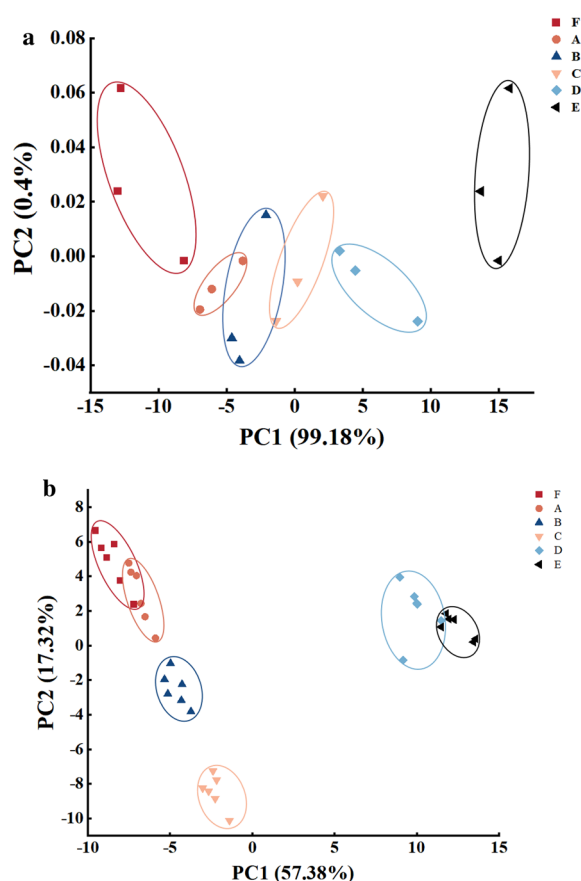 a
F
A
B
C
D
E
0.08
0.06
0.04
0.02
0.00
-0.02
-0.04
PC2 (0.4%)
-15 -10 -5 0 5 10 15
PC1 (99.18%)
b
F
A
B
C
D
E
8
6
4
2
0
-2
-4
-6
-8
-10
PC2 (17.32%)
-10 -5 0 5 10 15
PC1 (57.38%)